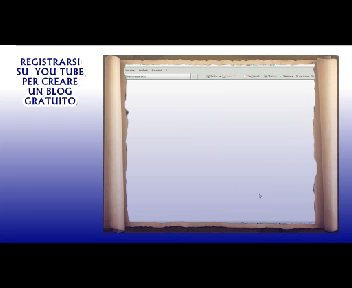 REGISTRARSI
SU YOU TUBE
PER CREARE
UN BLOG
GRATUITO,